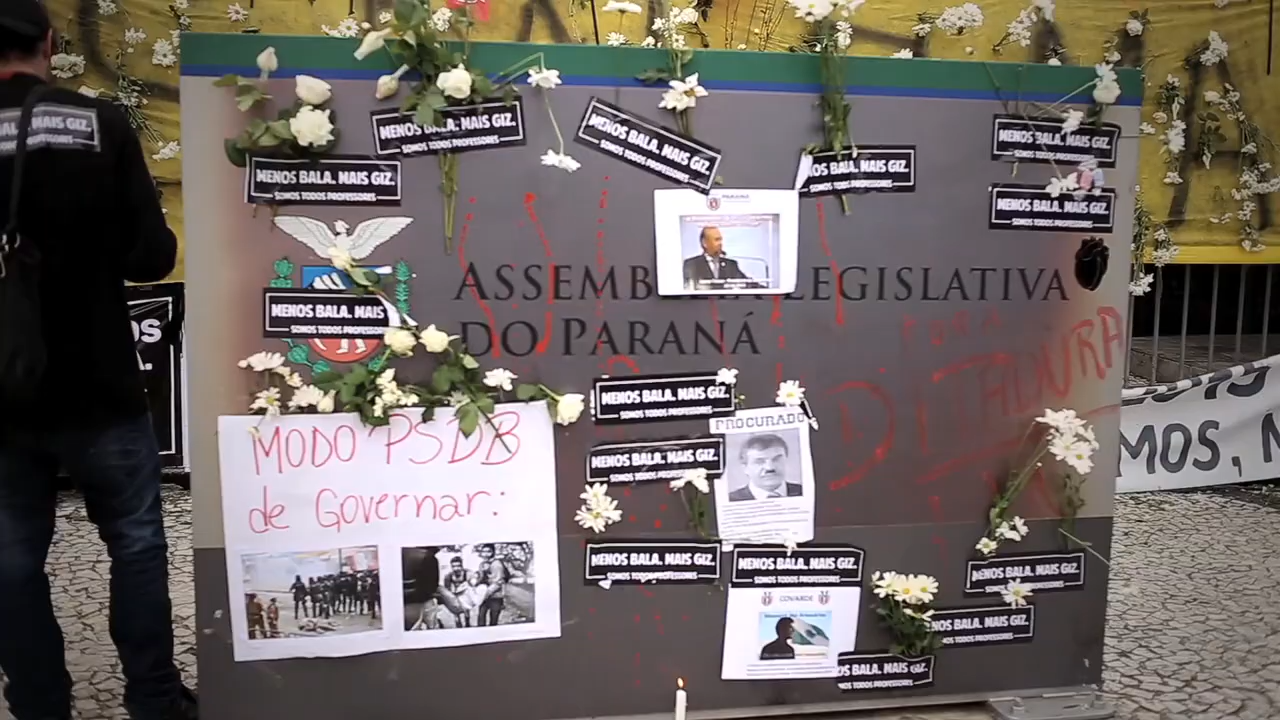 MENOS BALA. MAIS GIZ.
SOMOS TODOS PROFESSORES
MENOS BALA. MAIS GIZ.
SOMOS TODOS PROFESSORES
MENOS BALA. MAIS GIZ.
SOMOS TODOS PROFESSORES
MENOS BALA. MAIS GIZ.
SOMOS TODOS PROFESSORES
OS BALA. MAIS GIZ.
SOMOS TODOS PROFESSORES
MENOS BALA. MAIS GIZ.
MENOS BALA. MAIS GIZ.
SOMOS TODOS PROFESSORES
PARANÁ
ASSEMB LEGISLATIVA
DO PARANÁ
MENOS BALA. MAIS
SOMOS TODOS PROFESSORES
FORA
DITADURA
MODO PSDB
de Governar:
MENOS BALA. MAIS GIZ.
SOMOS TODOS PROFESSORES
PROCURADO
MENOS BALA. MAIS GIZ.
MENOS BALA. MAIS GIZ.
SOMOS TODOS PROFESSORES
MENOS BALA. MAIS GIZ.
SOMOS TODOS PROFESSORES
COVARDE
MENOS BALA. MAIS GIZ.
SOMOS TODOS PROFESSORES
NOS BALA. MAIS GIZ.
SOMOS TODOS PROFESSORES
BALA. MAIS GIZ.
SOMOS TODOS PROFESSORES
MOS, N